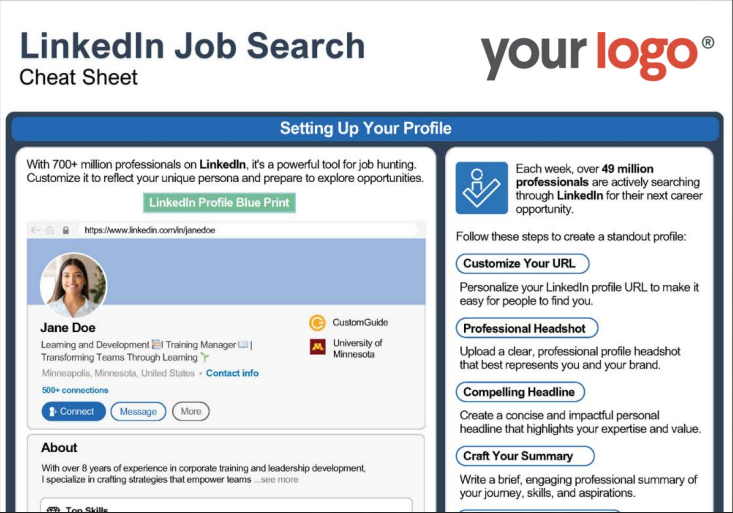 LinkedIn Job Search
Cheat Sheet
your logo®
Setting Up Your Profile
With 700+ million professionals on LinkedIn, it's a powerful tool for job hunting.
Customize it to reflect your unique persona and prepare to explore opportunities.
LinkedIn Profile Blue Print
https://www.linkedin.com/in/janedoe
Jane Doe
Learning and Development | Training Manager |
Transforming Teams Through Learning
Minneapolis, Minnesota, United States • Contact info
500+ connections
Connect
Message
More
CustomGuide
University of
Minnesota
About
With over 8 years of experience in corporate training and leadership development,
I specialize in crafting strategies that empower teams ...see more
Top Skills
Each week, over 49 million
professionals are actively searching
through LinkedIn for their next career
opportunity.
Follow these steps to create a standout profile:
Customize Your URL
Personalize your LinkedIn profile URL to make it
easy for people to find you.
Professional Headshot
Upload a clear, professional profile headshot
that best represents you and your brand.
Compelling Headline
Create a concise and impactful personal
headline that highlights your expertise and value.
Craft Your Summary
Write a brief, engaging professional summary of
your journey, skills, and aspirations.